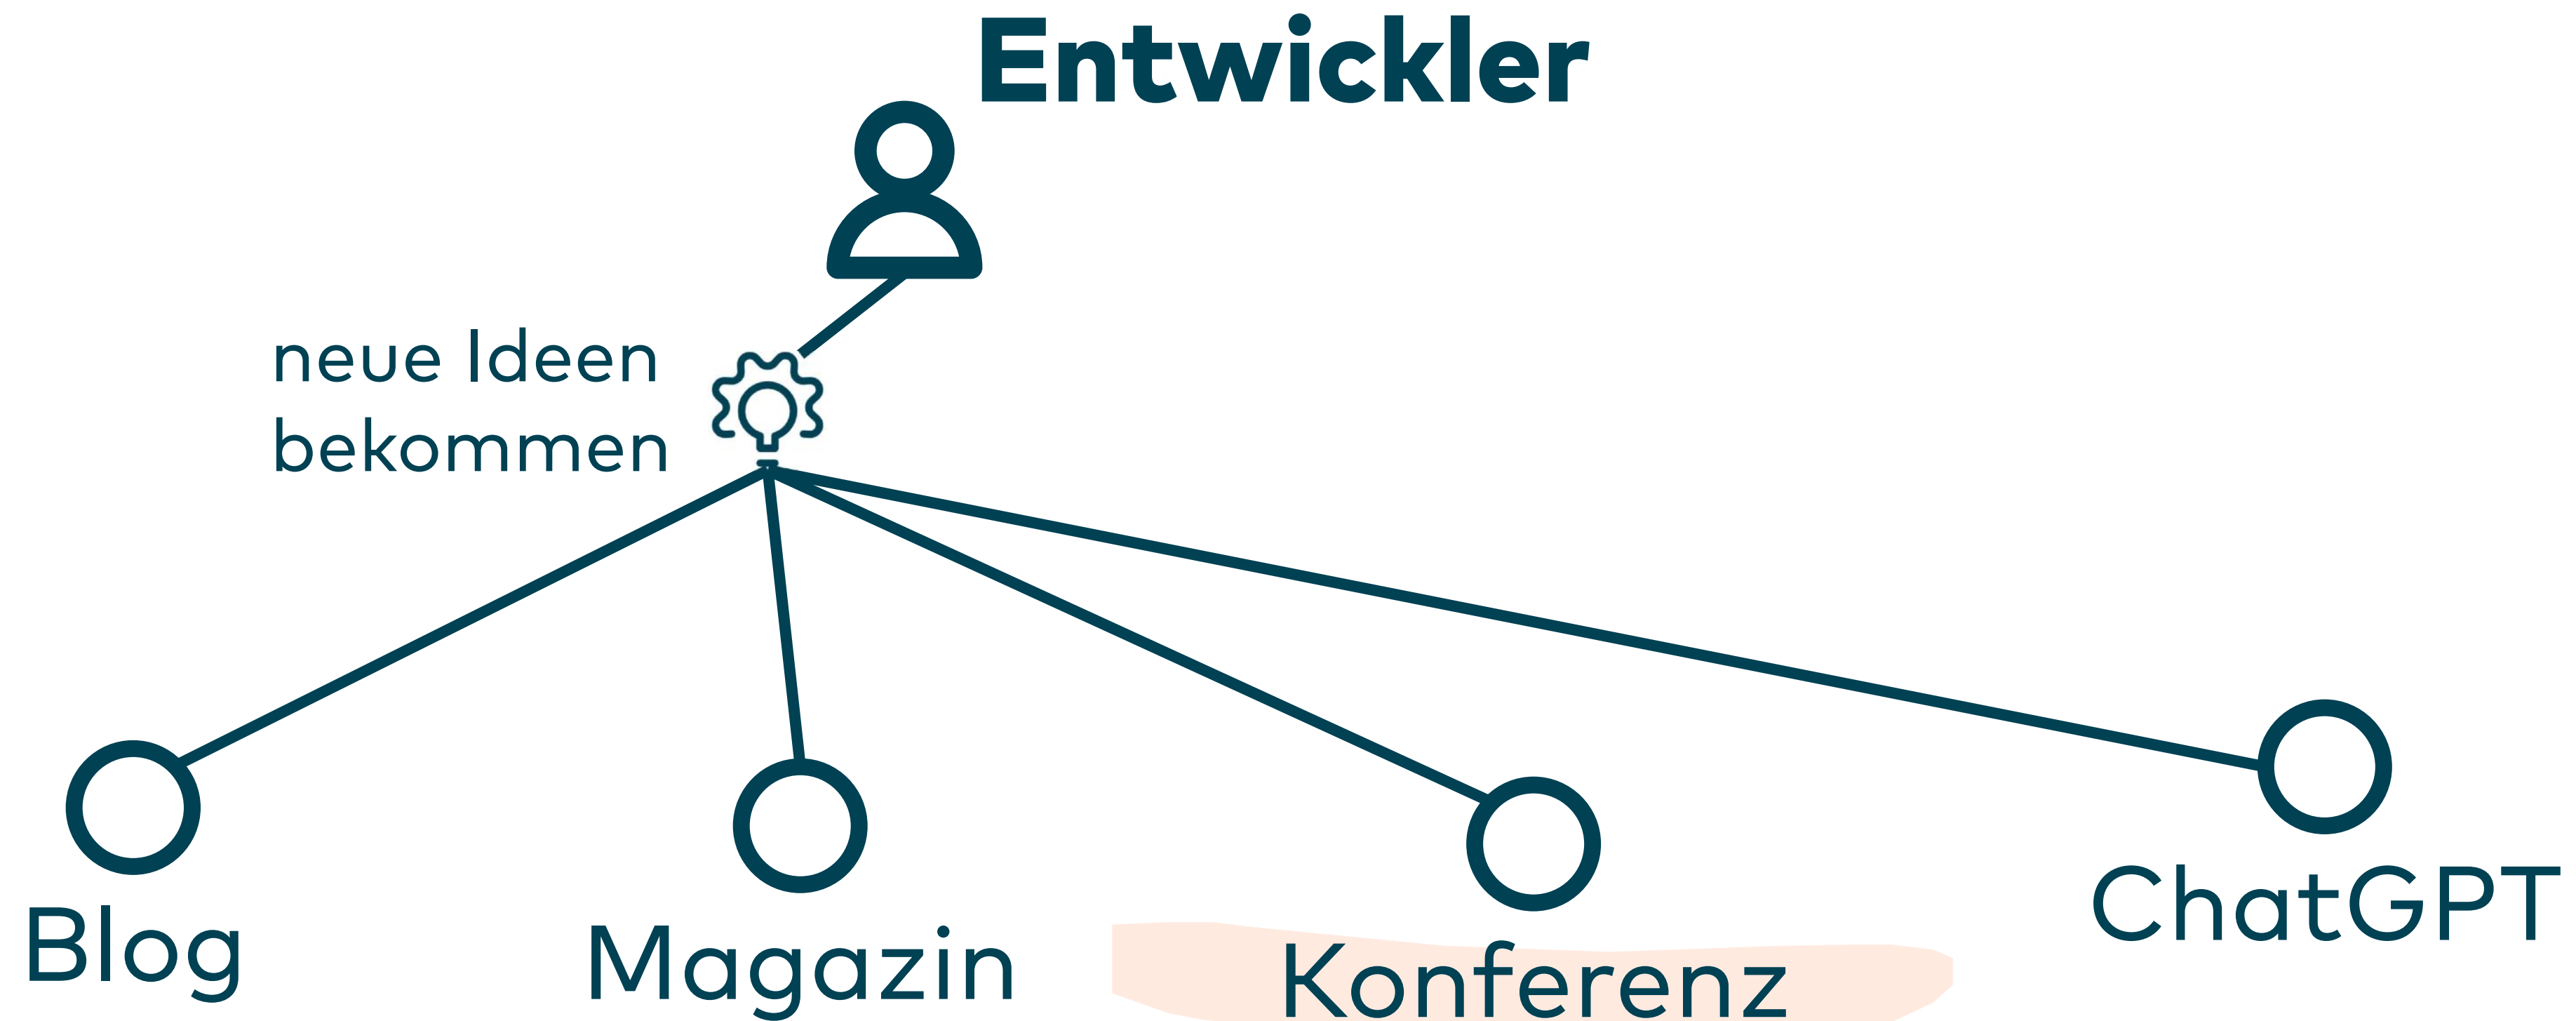 Entwickler
neue Ideen
bekommen
Blog
Magazin
Konferenz
ChatGPT